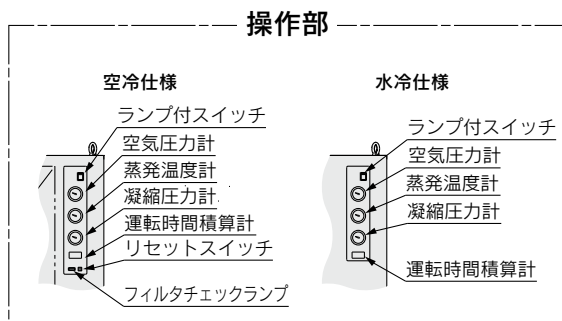 操作部
空冷仕様
ランプ付スイッチ
空気圧力計
蒸発温度計
凝縮圧力計
運転時間積算計
リセットスイッチ
フィルタチェックランプ
水冷仕様
ランプ付スイッチ
空気圧力計
蒸発温度計
凝縮圧力計
運転時間積算計